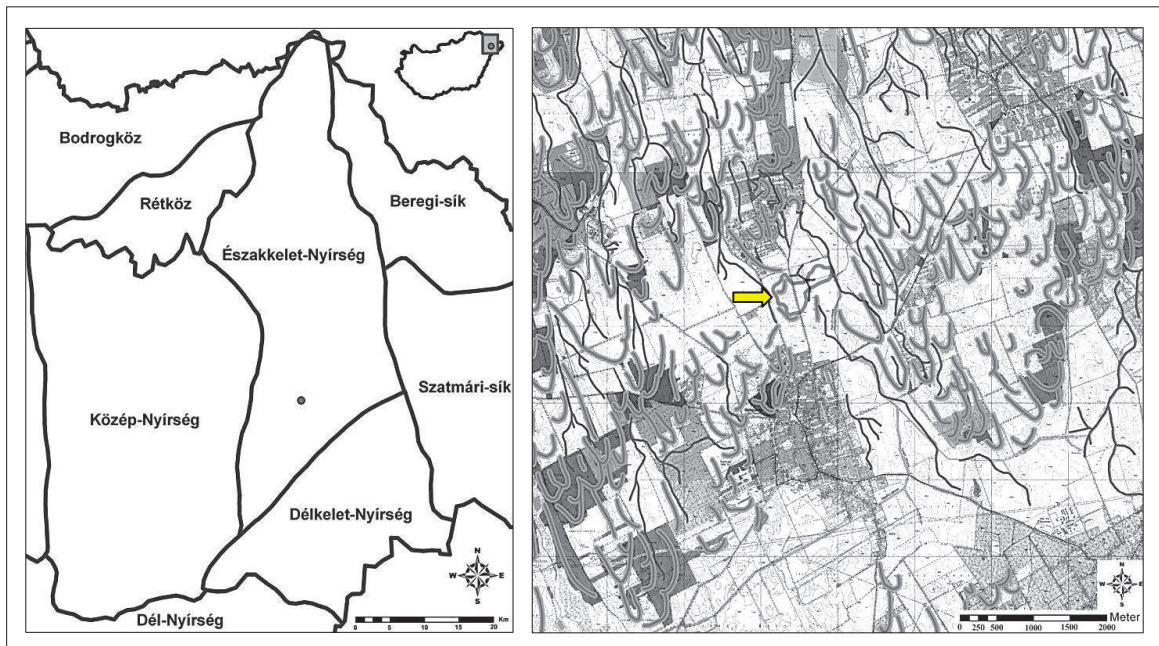 Bodrogköz
Rétköz
Beregi-sík
Északkelet-Nyírség
Szatmári-sík
Közép-Nyírség
Délkelet-Nyírség
Dél-Nyírség
N
W E
S
0 5 10 20 Km
N
W E
S
0 250 500 1000 1500 2000 Meter